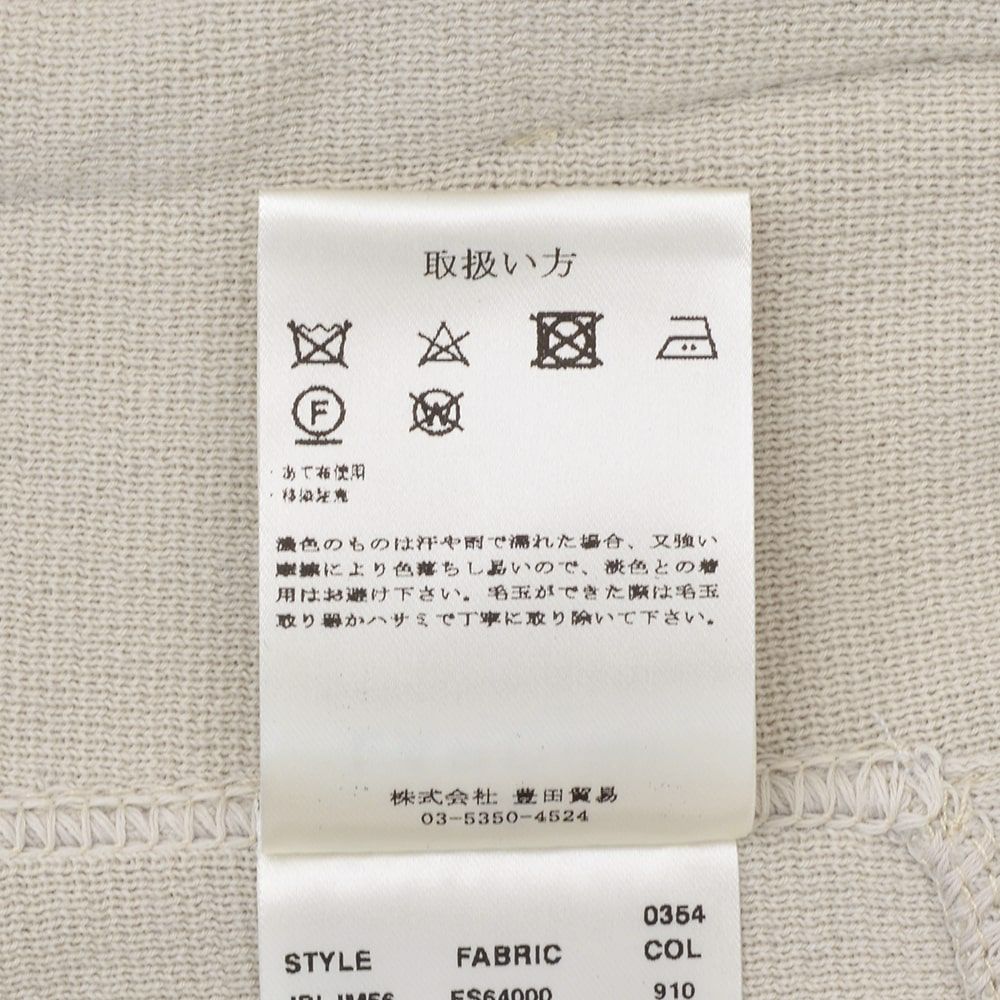 取扱い方
F W
・あて布使用
・移染注意
濃色のものは汗や雨で濡れた場合、又強い
摩擦により色落ちし易いので、淡色との着
用はお避け下さい。毛玉ができた際は毛玉
取り器かハサミで丁寧に取り除いて下さい。
株式会社 豊田貿易
03-5350-4524
0354
STYLE FABRIC COL
ES64000 910